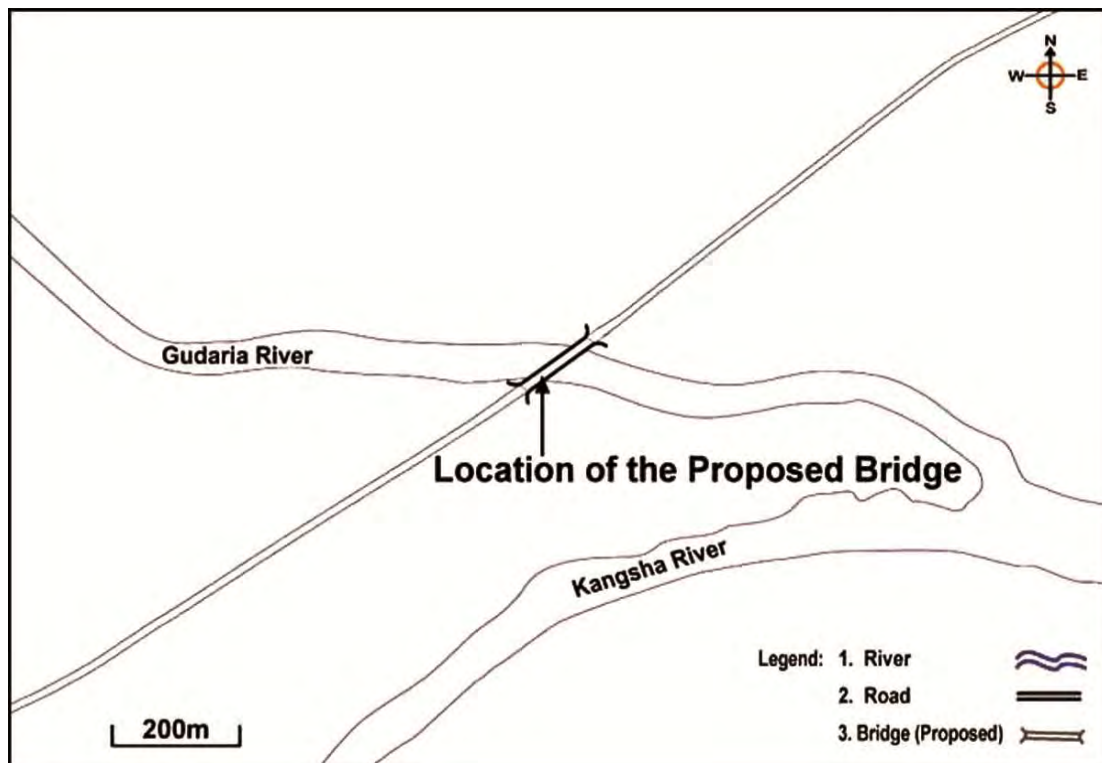 N
W E
S
Gudaria River
Location of the Proposed Bridge
Kangsha River
Legend: 1. River
2. Road
3. Bridge (Proposed)
200m